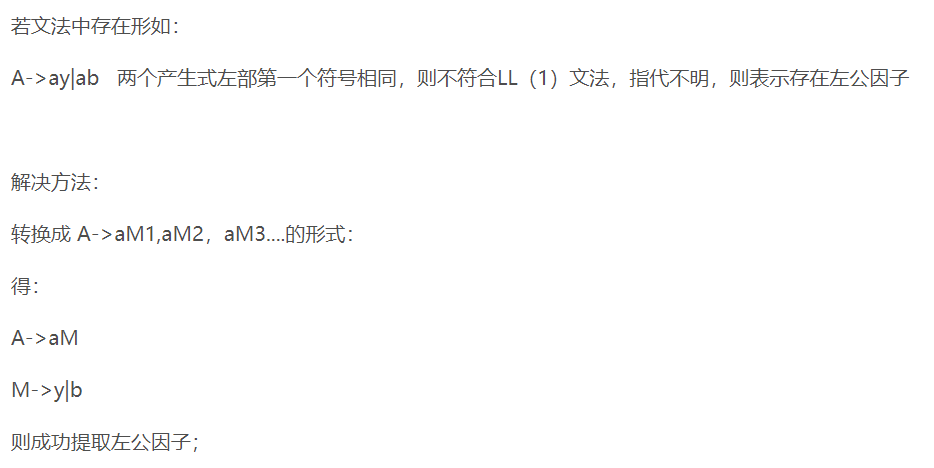 若文法中存在形如：
A->ay|ab 两个产生式左部第一个符号相同，则不符合LL（1）文法，指代不明，则表示存在左公因子
解决方法：
转换成 A->aM1,aM2，aM3....的形式：
得：
A->aM
M->y|b
则成功提取左公因子；